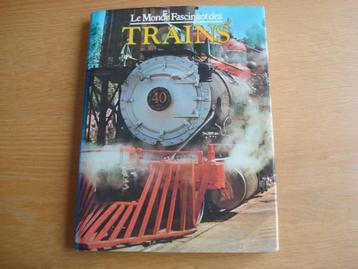 Le Monde Fascinant des
TRAINS
40